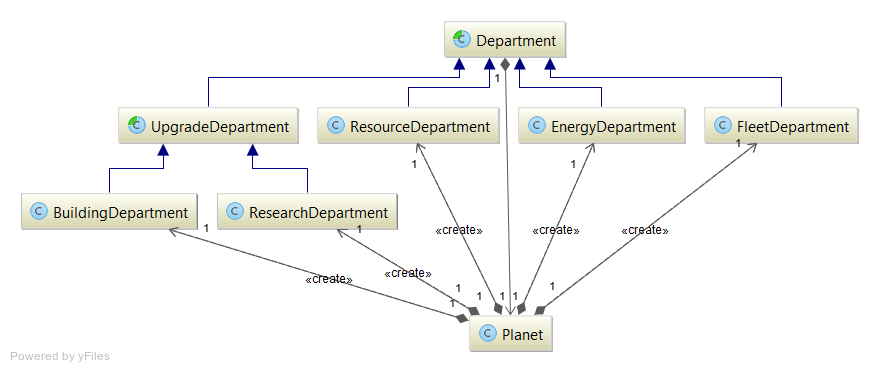 C Department
1
C UpgradeDepartment
C ResourceDepartment
C EnergyDepartment
C FleetDepartment
1
1
1
C BuildingDepartment
C ResearchDepartment
1
1
«create»
«create»
«create»
«create»
«create»
1
1
1
1
1
1
C Planet
Powered by yFiles